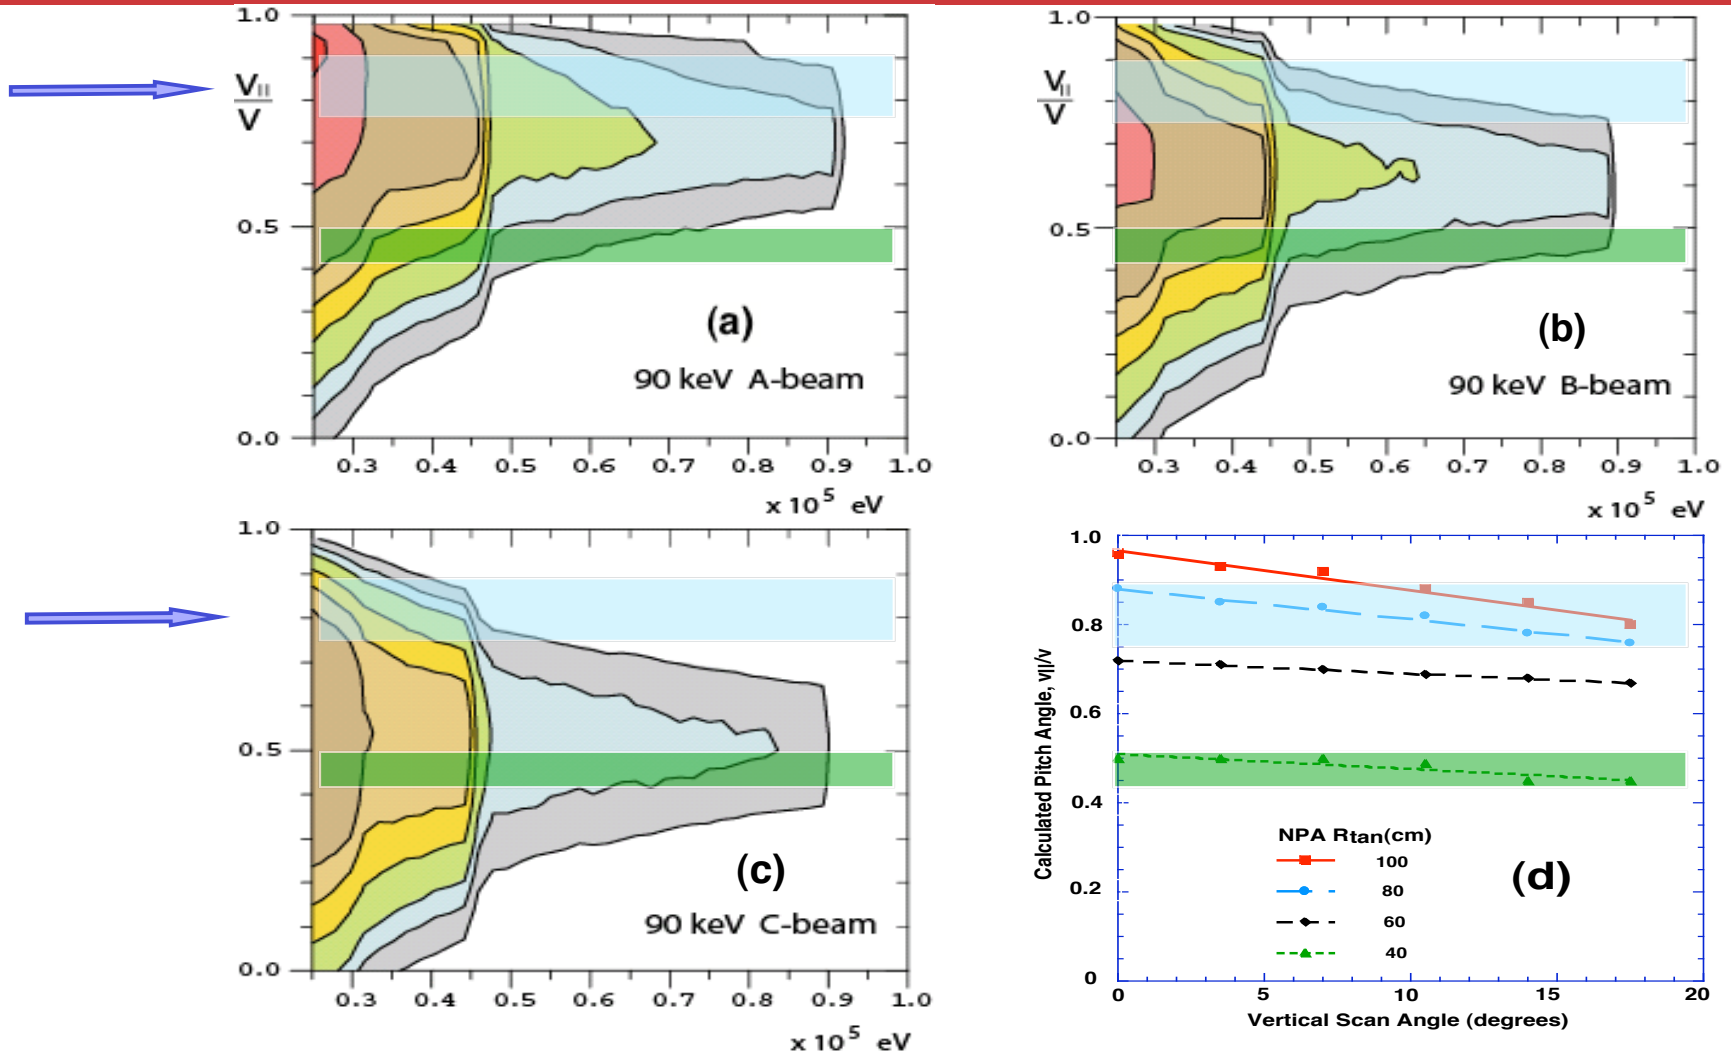 1.0
V||
V
0.5
0.0
0.3 0.4 0.5 0.6 0.7 0.8 0.9 1.0
x 10^5 eV
(a)
90 keV A-beam
1.0
V||
V
0.5
0.0
0.3 0.4 0.5 0.6 0.7 0.8 0.9 1.0
x 10^5 eV
(b)
90 keV B-beam
1.0
0.5
0.0
0.3 0.4 0.5 0.6 0.7 0.8 0.9 1.0
x 10^5 eV
(c)
90 keV C-beam
Calculated Pitch Angle, v||/v
1.0
0.8
0.6
0.4
0.2
0
0 5 10 15 20
Vertical Scan Angle (degrees)
NPA Rtan(cm)
100
80
60
40
(d)